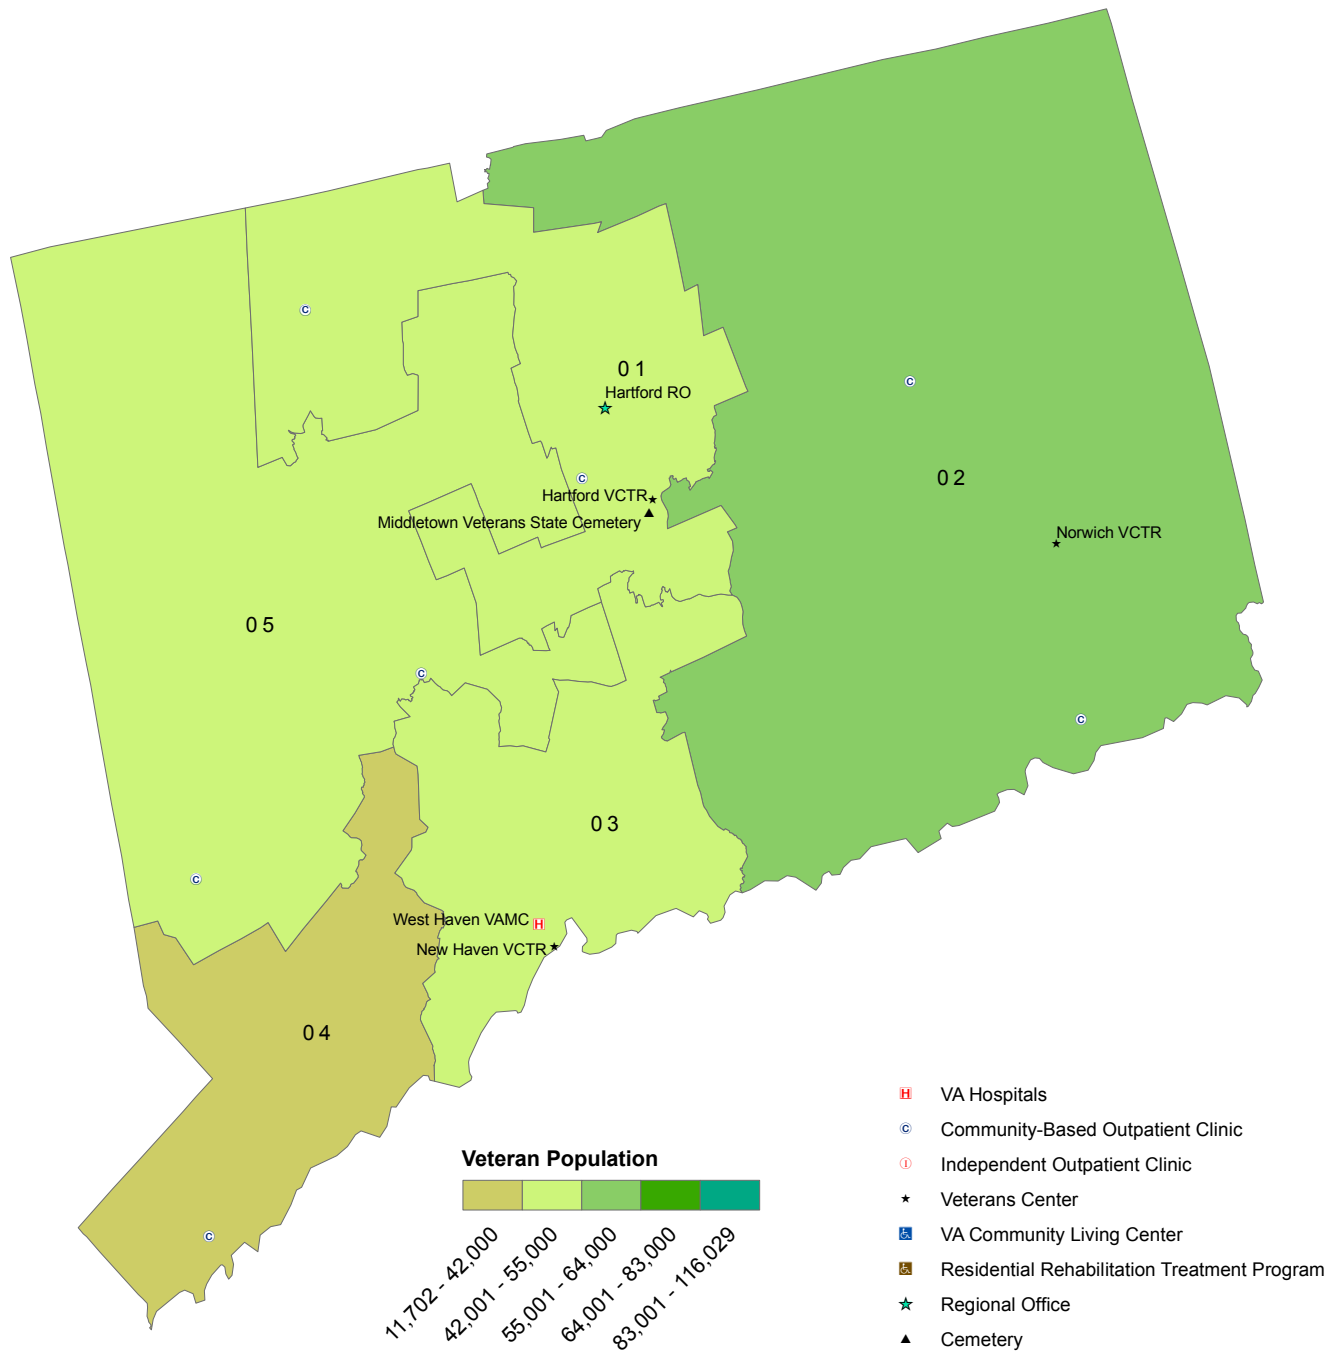 0 1
Hartford RO
C
C
0 2
C
Hartford VCTR
Middletown Veterans State Cemetery
Norwich VCTR
0 5
C
C
0 3
C
West Haven VAMC H
New Haven VCTR
0 4
C
Veteran Population
11,702 - 42,000
42,001 - 55,000
55,001 - 64,000
64,001 - 83,000
83,001 - 116,029
H VA Hospitals
C Community-Based Outpatient Clinic
I Independent Outpatient Clinic
Veterans Center
VA Community Living Center
Residential Rehabilitation Treatment Program
Regional Office
Cemetery